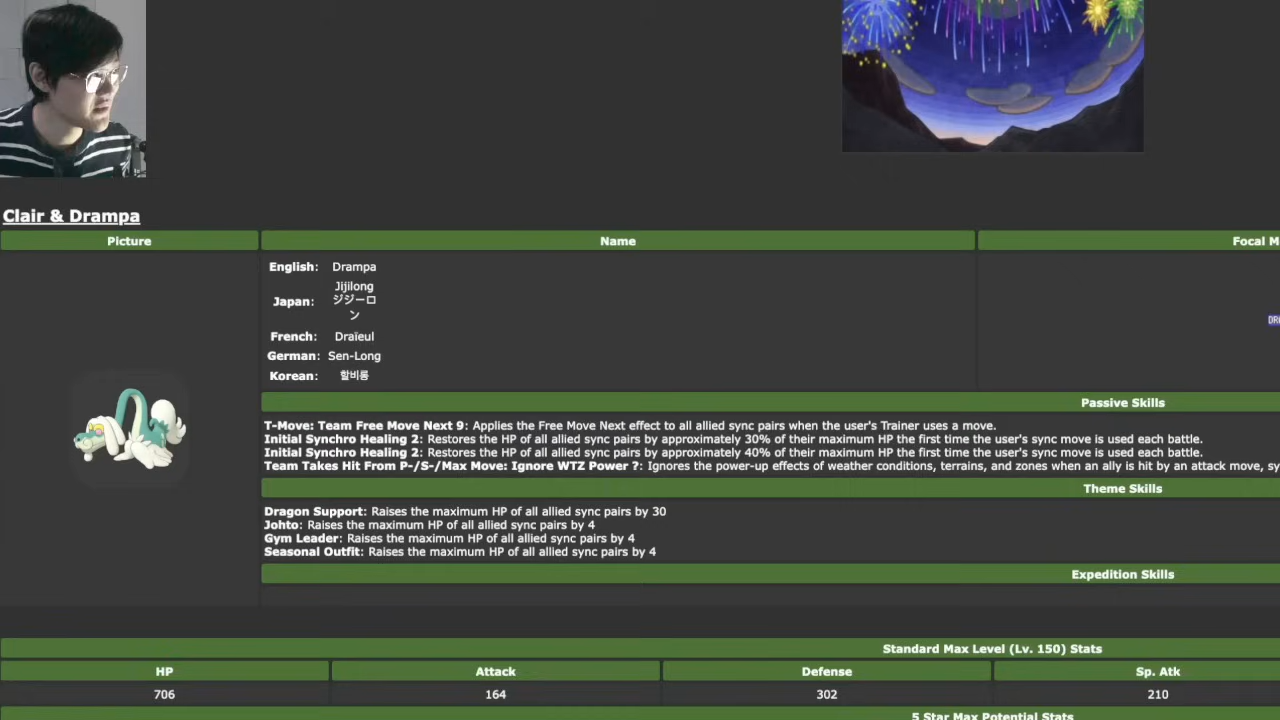 Clair & Drampa
Picture
Name
Focal M
English: Drampa
Japan: Jijilong
ジジーロ
ン
French: Draïeul
German: Sen-Long
Korean: 할비롱
Passive Skills
T-Move: Team Free Move Next 9: Applies the Free Move Next effect to all allied sync pairs when the user's Trainer uses a move.
Initial Synchro Healing 2: Restores the HP of all allied sync pairs by approximately 30% of their maximum HP the first time the user's sync move is used each battle.
Initial Synchro Healing 2: Restores the HP of all allied sync pairs by approximately 40% of their maximum HP the first time the user's sync move is used each battle.
Team Takes Hit From P-/S-/Max Move: Ignore WTZ Power ?: Ignores the power-up effects of weather conditions, terrains, and zones when an ally is hit by an attack move, sy
Theme Skills
Dragon Support: Raises the maximum HP of all allied sync pairs by 30
Johto: Raises the maximum HP of all allied sync pairs by 4
Gym Leader: Raises the maximum HP of all allied sync pairs by 4
Seasonal Outfit: Raises the maximum HP of all allied sync pairs by 4
Expedition Skills
Standard Max Level (Lv. 150) Stats
HP
Attack
Defense
Sp. Atk
706
164
302
210
5 Star Max Potential Stats